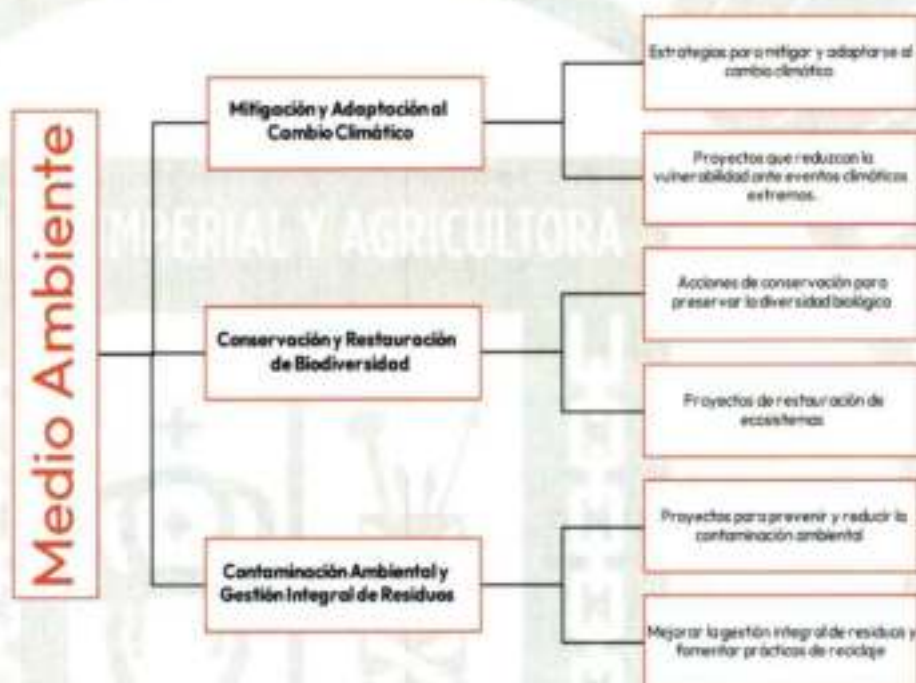 Medio Ambiente
Mitigación y Adaptación al
Cambio Climático
Estrategias para mitigar y adaptarse al
cambio climático
Proyectos que reduzcan la
vulnerabilidad ante eventos climáticos
extremos.
IMPERIAL Y AGRICULTORA
Conservación y Restauración
de Biodiversidad
Acciones de conservación para
preservar la diversidad biológica
Proyectos de restauración de
ecosistemas
Contaminación Ambiental y
Gestión Integral de Residuos
Proyectos para prevenir y reducir la
contaminación ambiental
Mejorar la gestión integral de residuos y
fomentar prácticas de reciclaje